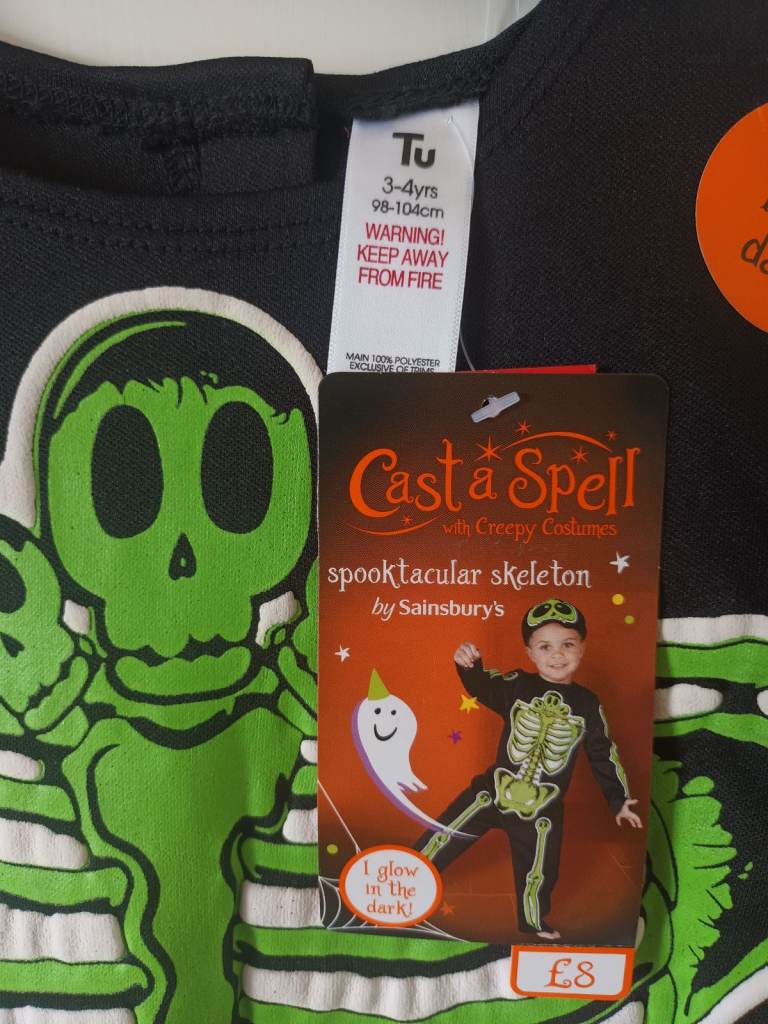 Tu
3-4yrs
98-104cm
WARNING!
KEEP AWAY
FROM FIRE
MAIN 100% POLYESTER
EXCLUSIVE OF TRIMS
Cast a Spell
with Creepy Costumes
spooktacular skeleton
by Sainsbury's
I glow
in the
dark!
£8